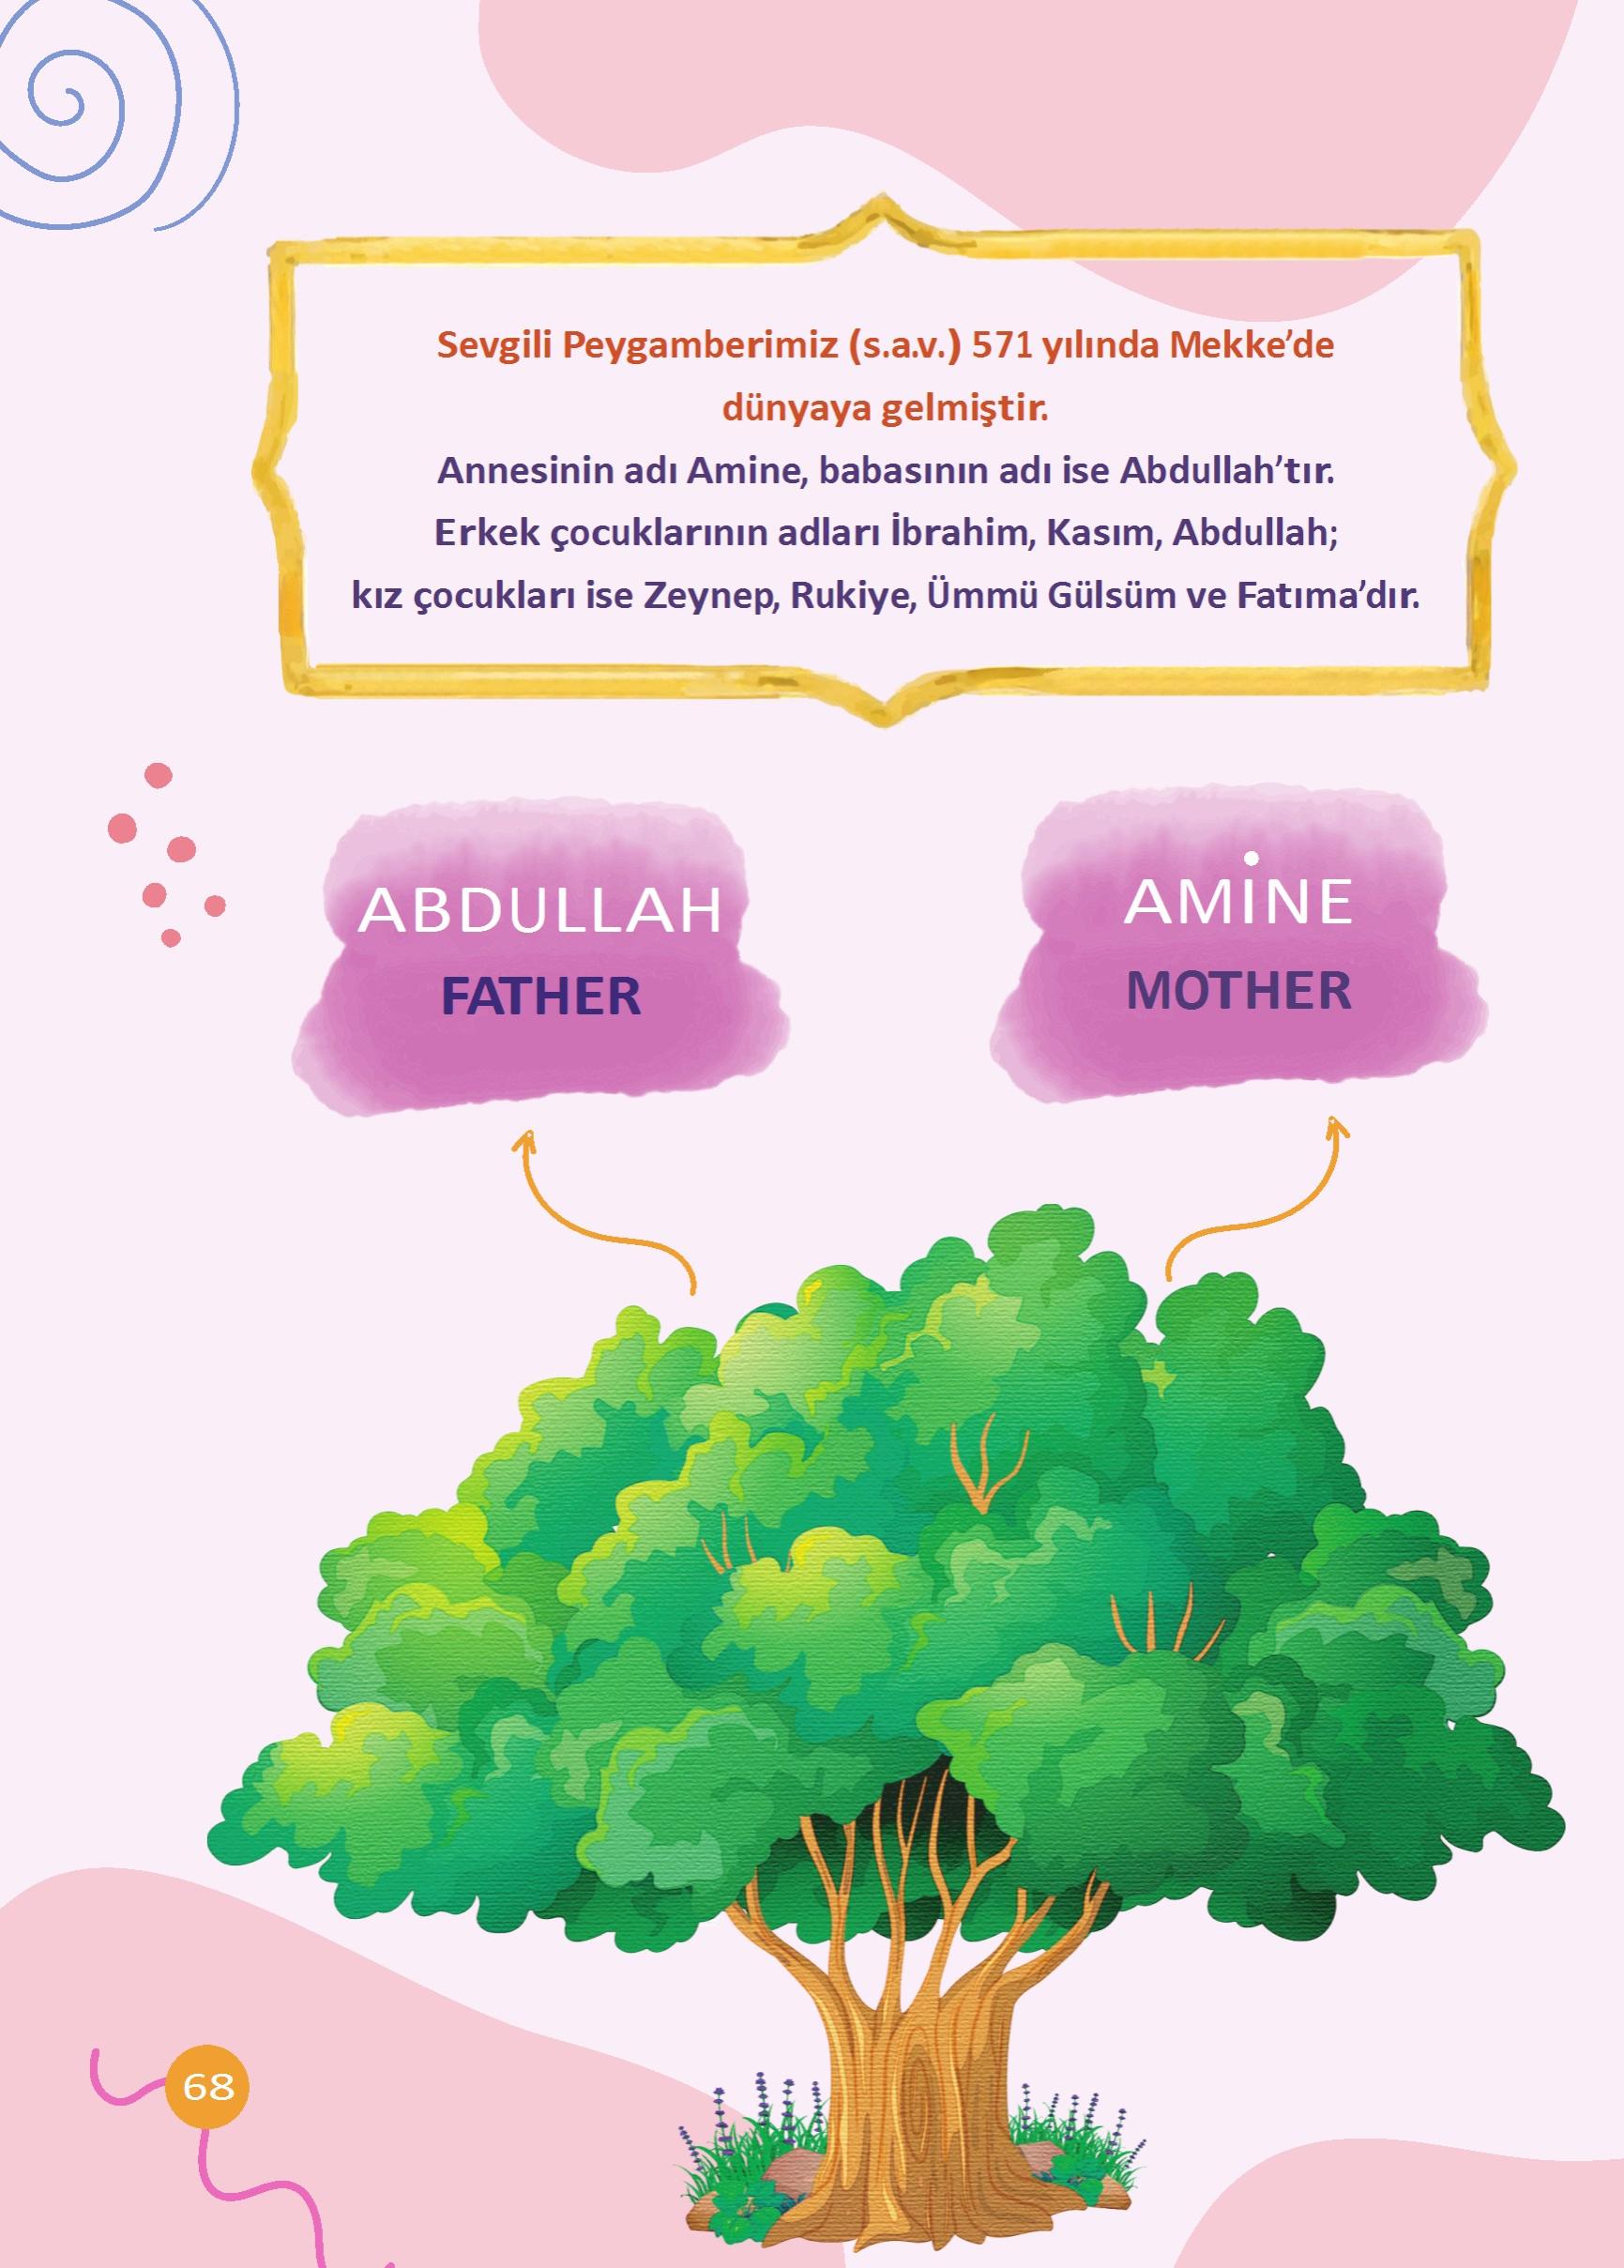 Sevgili Peygamberimiz (s.a.v.) 571 yılında Mekke’de
dünyaya gelmiştir.
Annesinin adı Amine, babasının adı ise Abdullah’tır.
Erkek çocuklarının adları İbrahim, Kasım, Abdullah;
kız çocukları ise Zeynep, Rukiye, Ümmü Gülsüm ve Fatıma’dır.
ABDULLAH
FATHER
AMİNE
MOTHER
68